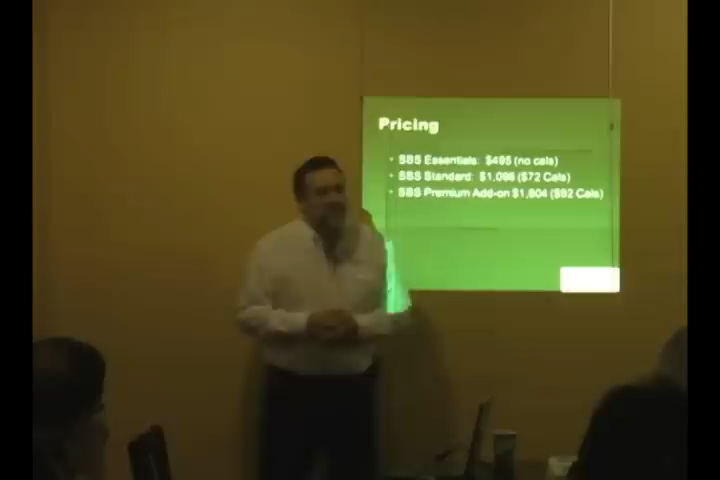 Pricing
• SBS Essentials: $495 (no cals)
• SBS Standard: $1,096 ($72 Cals)
• SBS Premium Add-on $1,604 ($92 Cals)